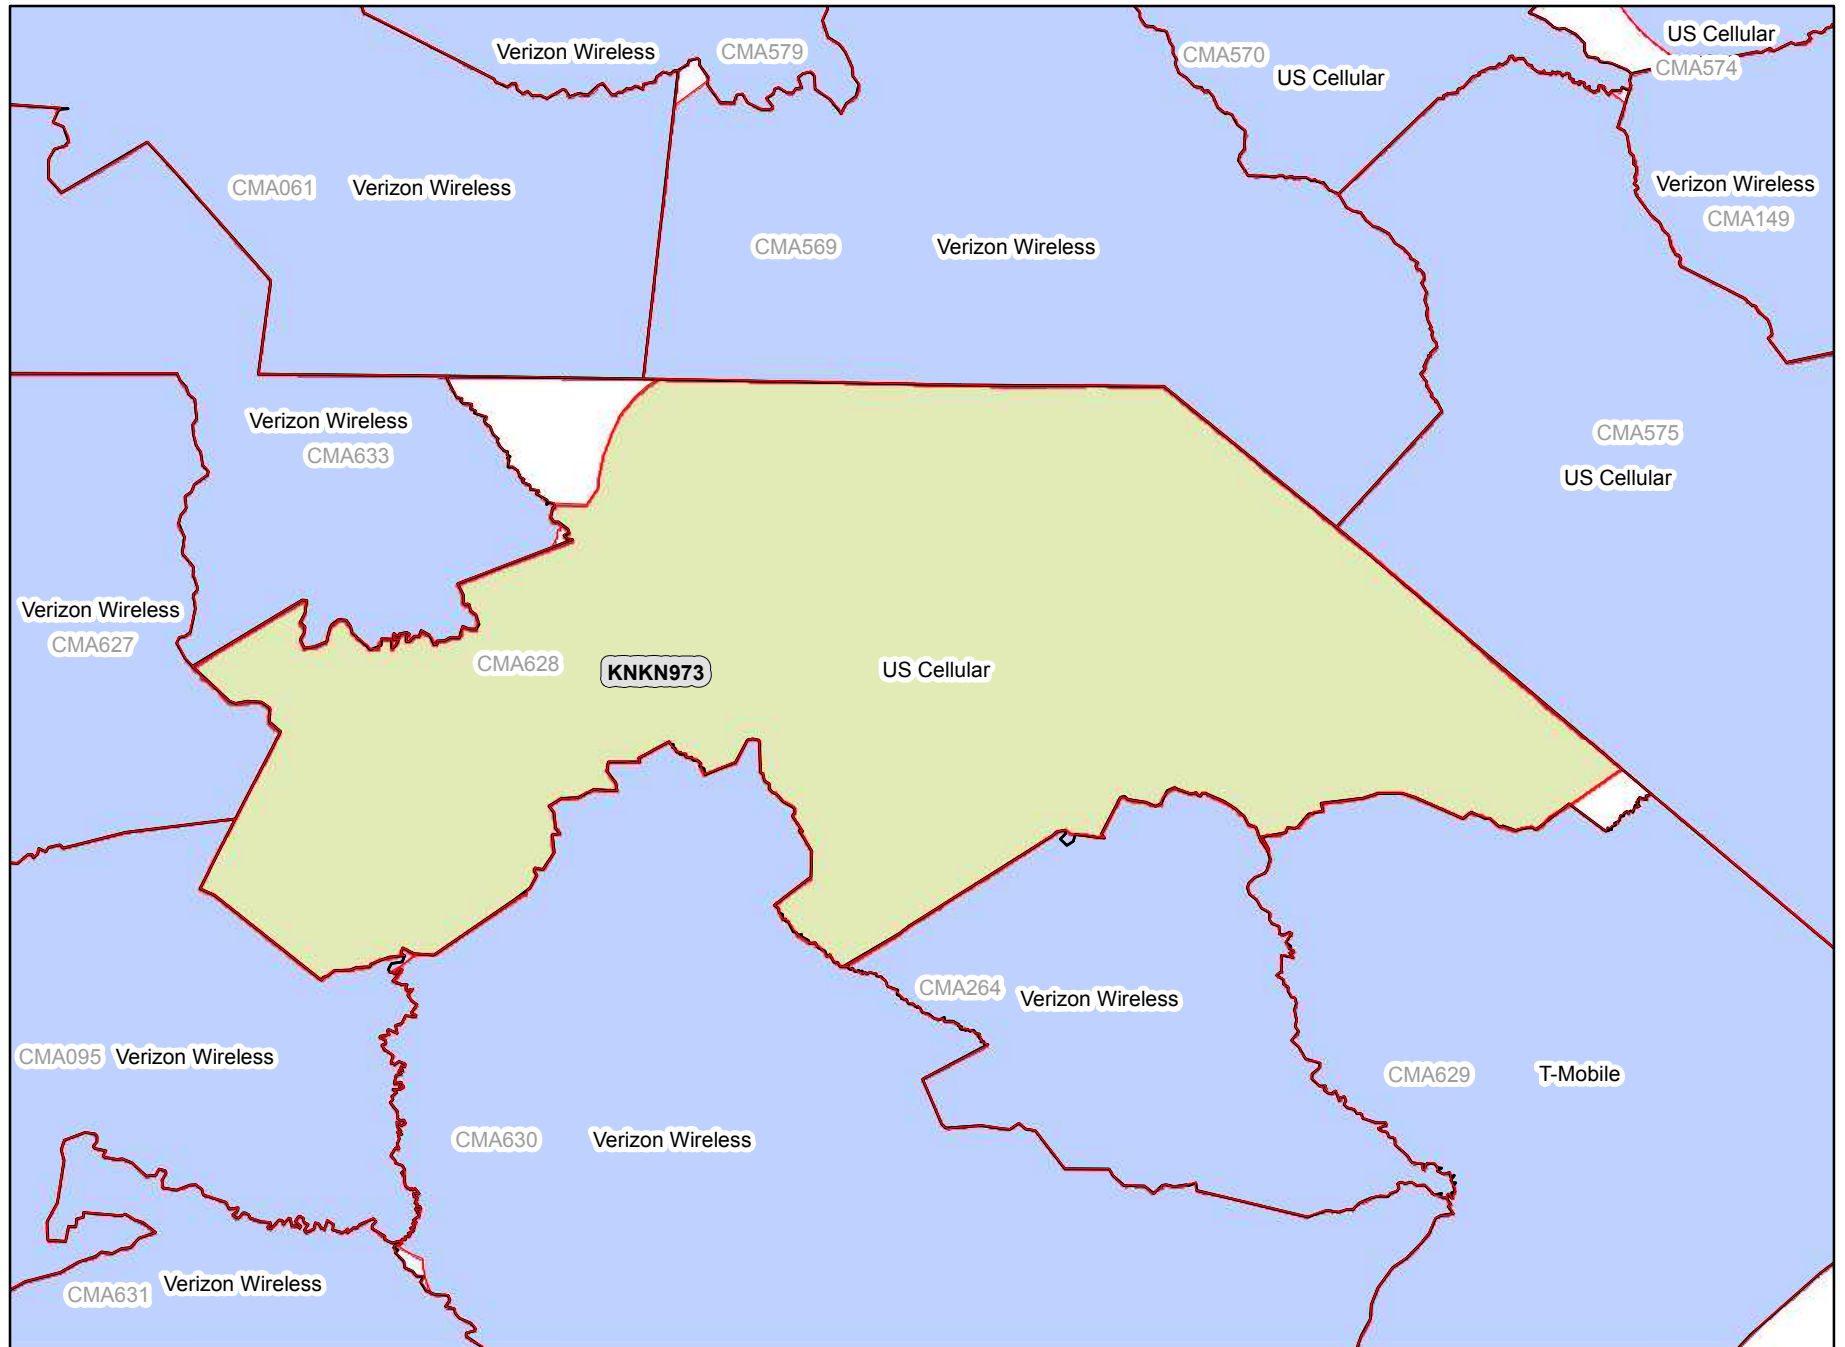 US Cellular
Verizon Wireless
CMA579
CMA570
US Cellular
CMA574
CMA061
Verizon Wireless
Verizon Wireless
CMA149
CMA569
Verizon Wireless
Verizon Wireless
CMA633
CMA575
US Cellular
Verizon Wireless
CMA627
CMA628
KNKN973
US Cellular
CMA264
Verizon Wireless
CMA095
Verizon Wireless
CMA629
T-Mobile
CMA630
Verizon Wireless
CMA631
Verizon Wireless